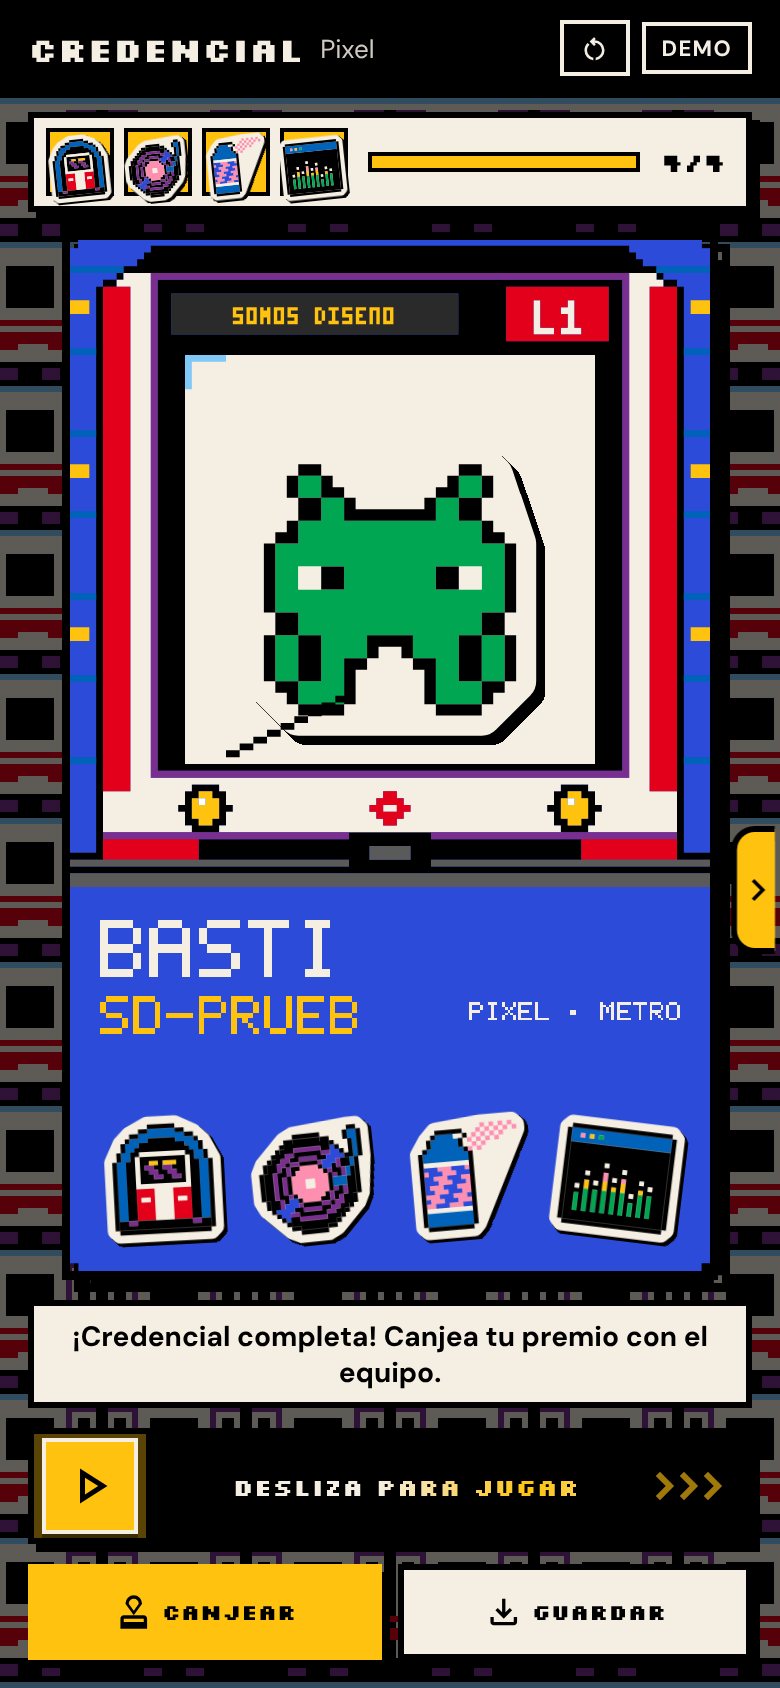 CREDENCIAL Pixel
DEMO
4/4
SOMOS DISENO
L1
BASTI
SD-PRUEB
PIXEL · METRO
¡Credencial completa! Canjea tu premio con el
equipo.
DESLIZA PARA JUGAR
CANJEAR
GUARDAR